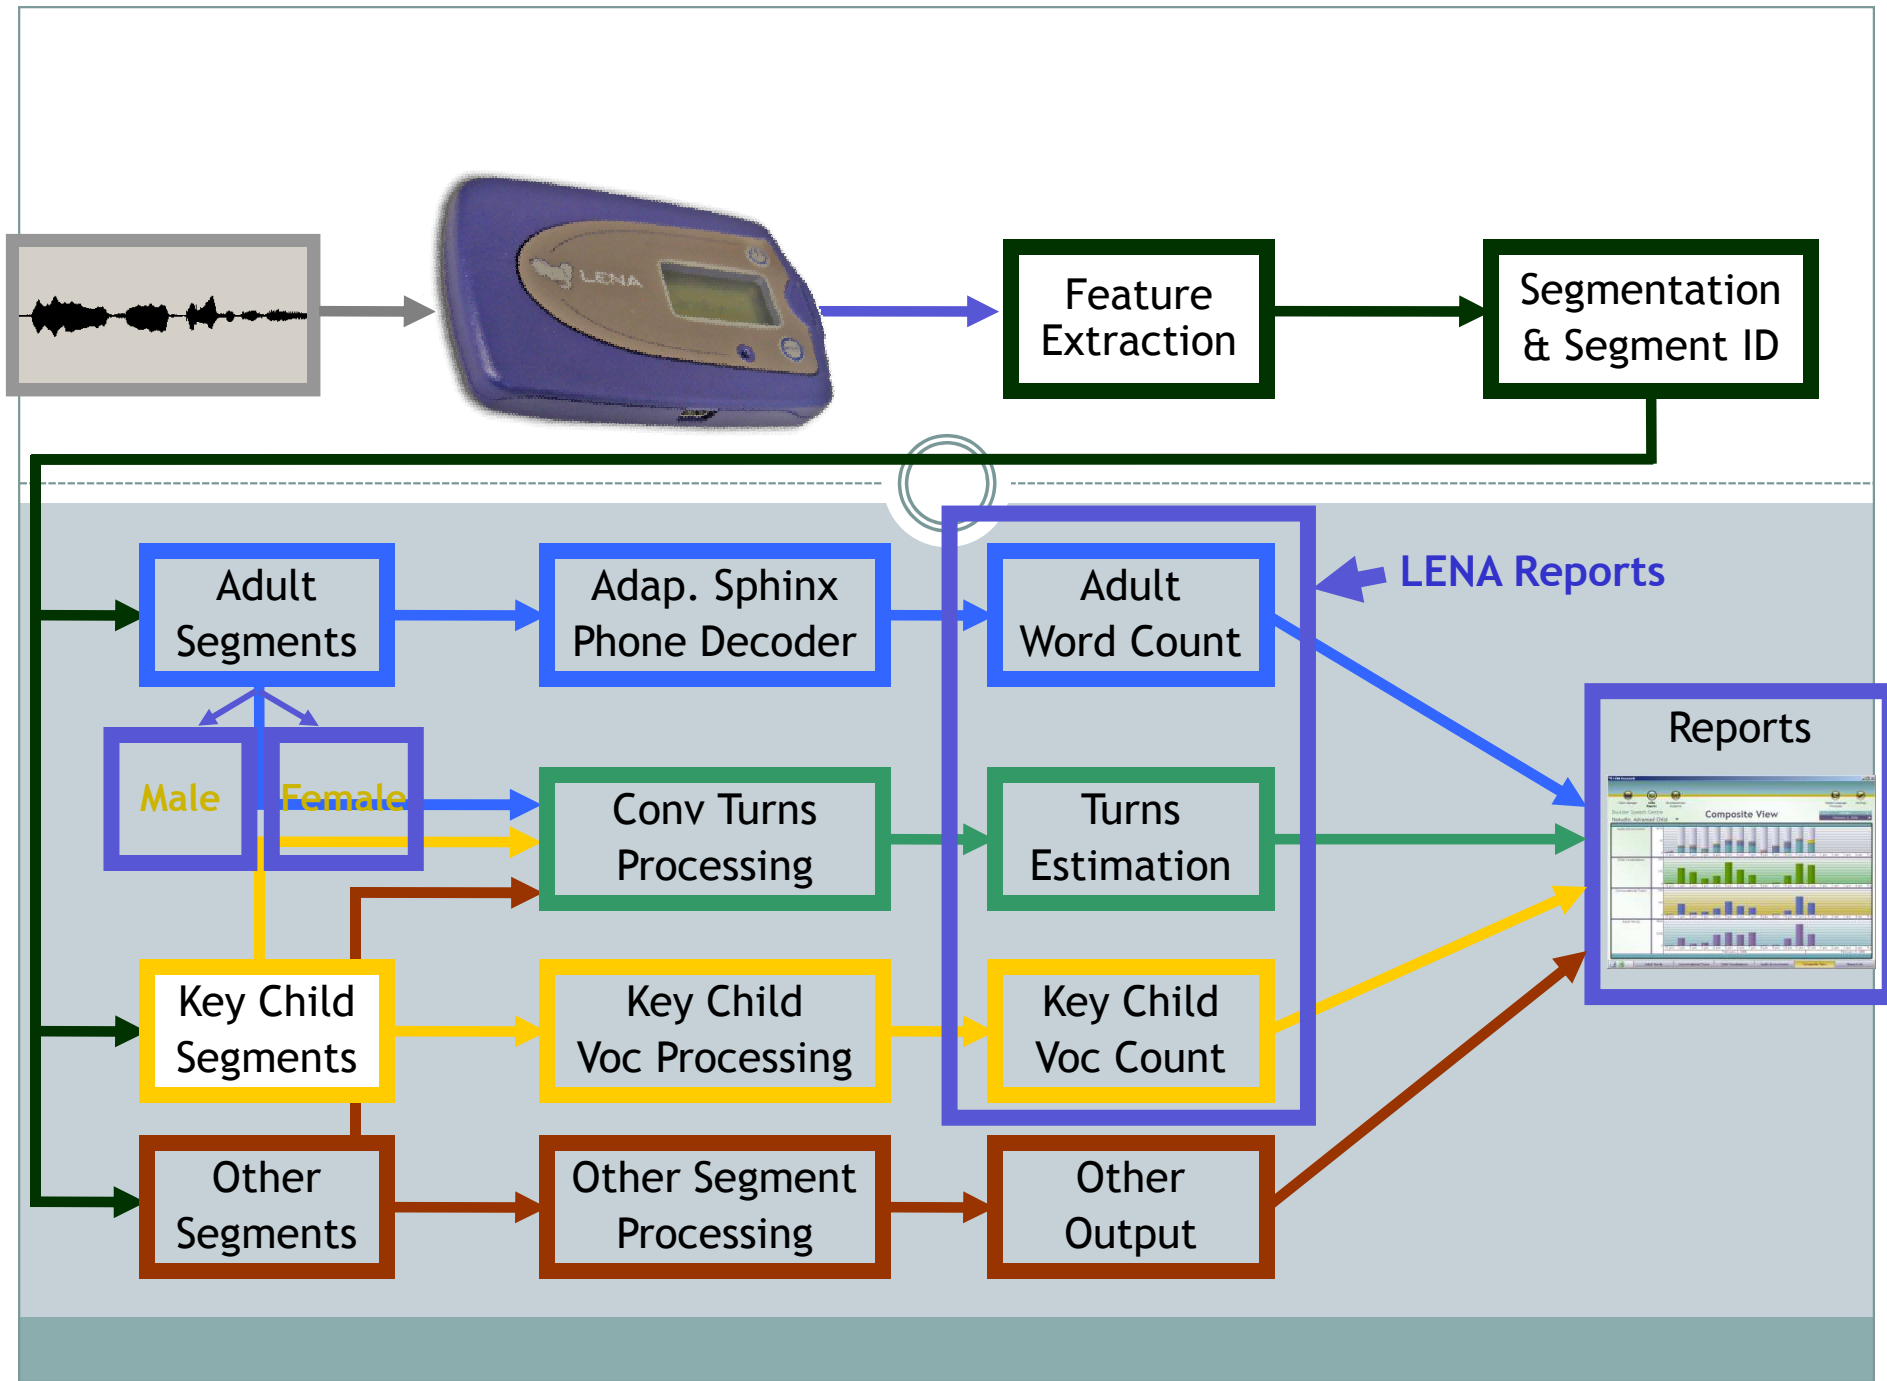 LENA
Feature
Extraction
Segmentation
& Segment ID
Adult
Segments
Adap. Sphinx
Phone Decoder
Adult
Word Count
LENA Reports
Male
Female
Conv Turns
Processing
Turns
Estimation
Reports
Composite View
Key Child
Segments
Key Child
Voc Processing
Key Child
Voc Count
Other
Segments
Other Segment
Processing
Other
Output